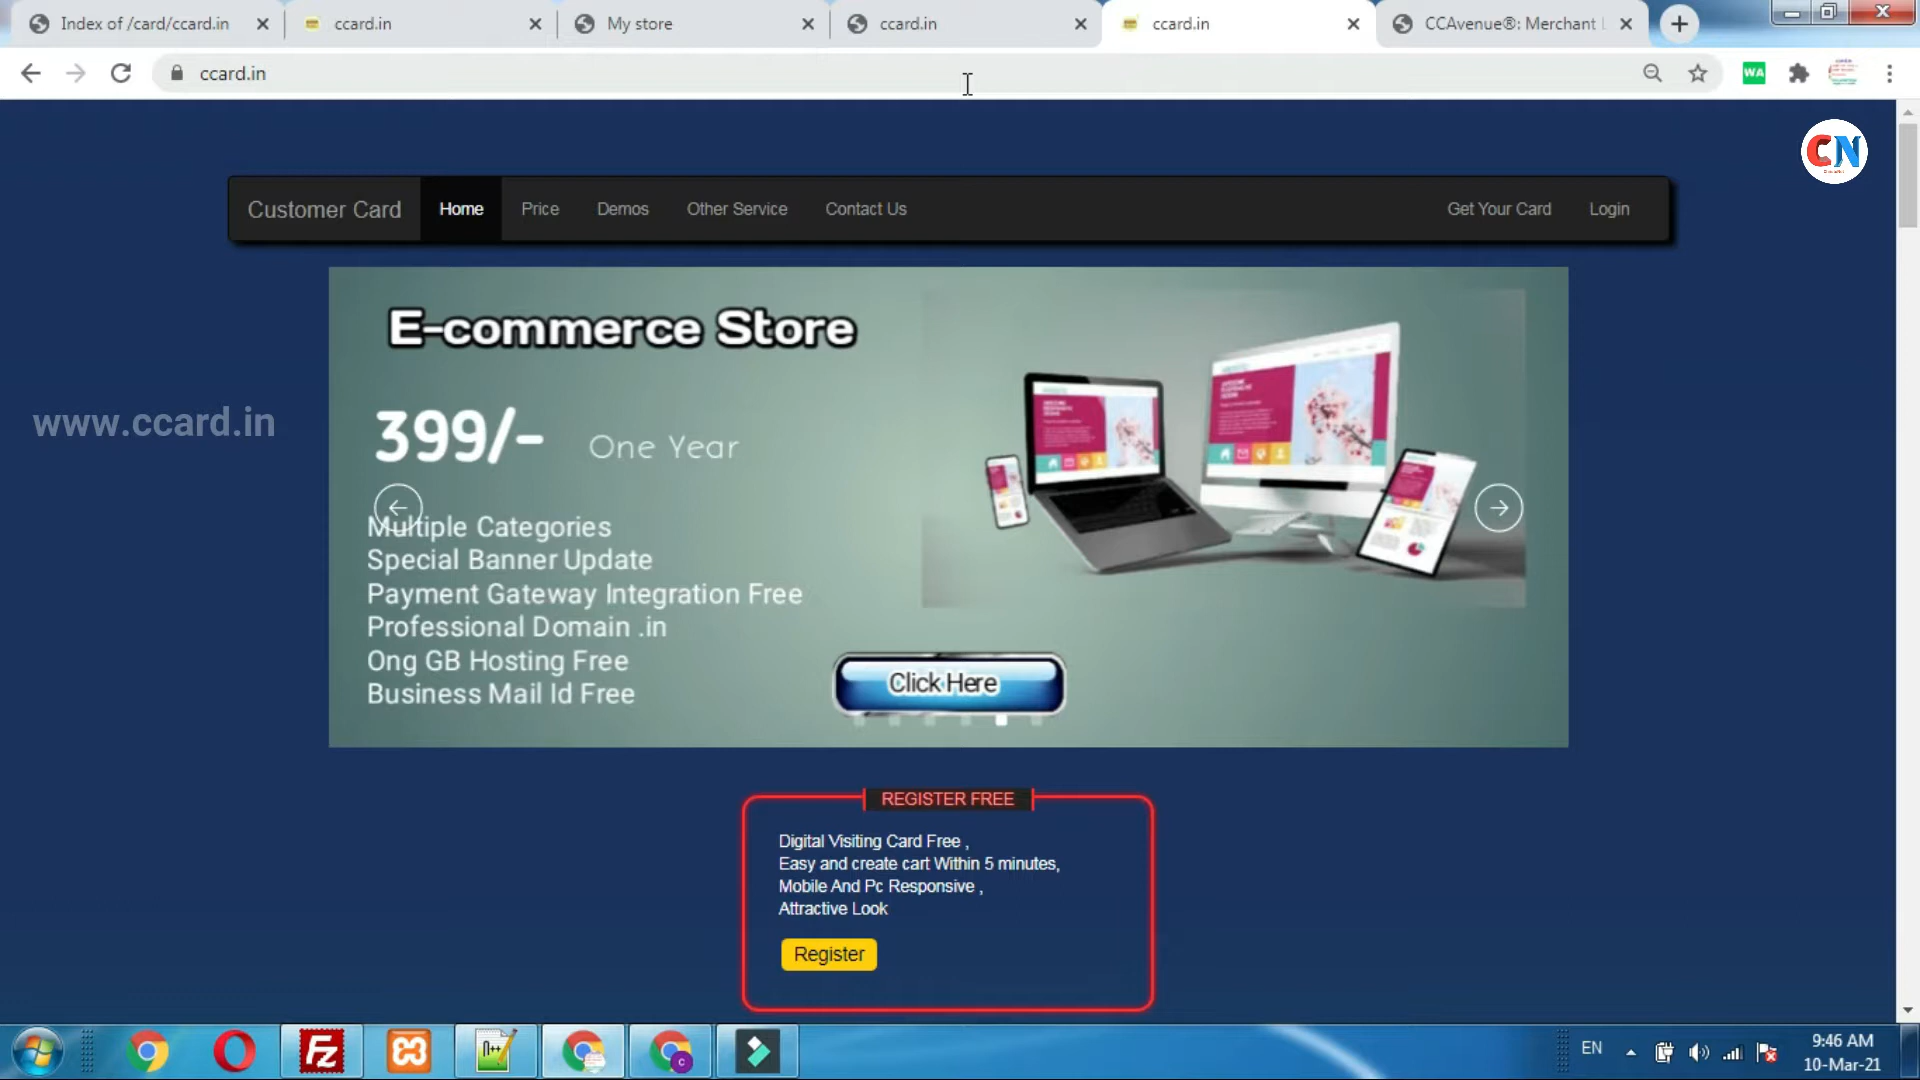 Index of /card/ccard.in
ccard.in
My store
ccard.in
ccard.in
CCAvenue®: Merchant
ccard.in
WA
CN
Customer Card
Home
Price
Demos
Other Service
Contact Us
Get Your Card
Login
E-commerce Store
399/- One Year
www.ccard.in
Multiple Categories
Special Banner Update
Payment Gateway Integration Free
Professional Domain .in
Ong GB Hosting Free
Business Mail Id Free
Click Here
REGISTER FREE
Digital Visiting Card Free ,
Easy and create cart Within 5 minutes,
Mobile And Pc Responsive ,
Attractive Look
Register
EN
9:46 AM
10-Mar-21